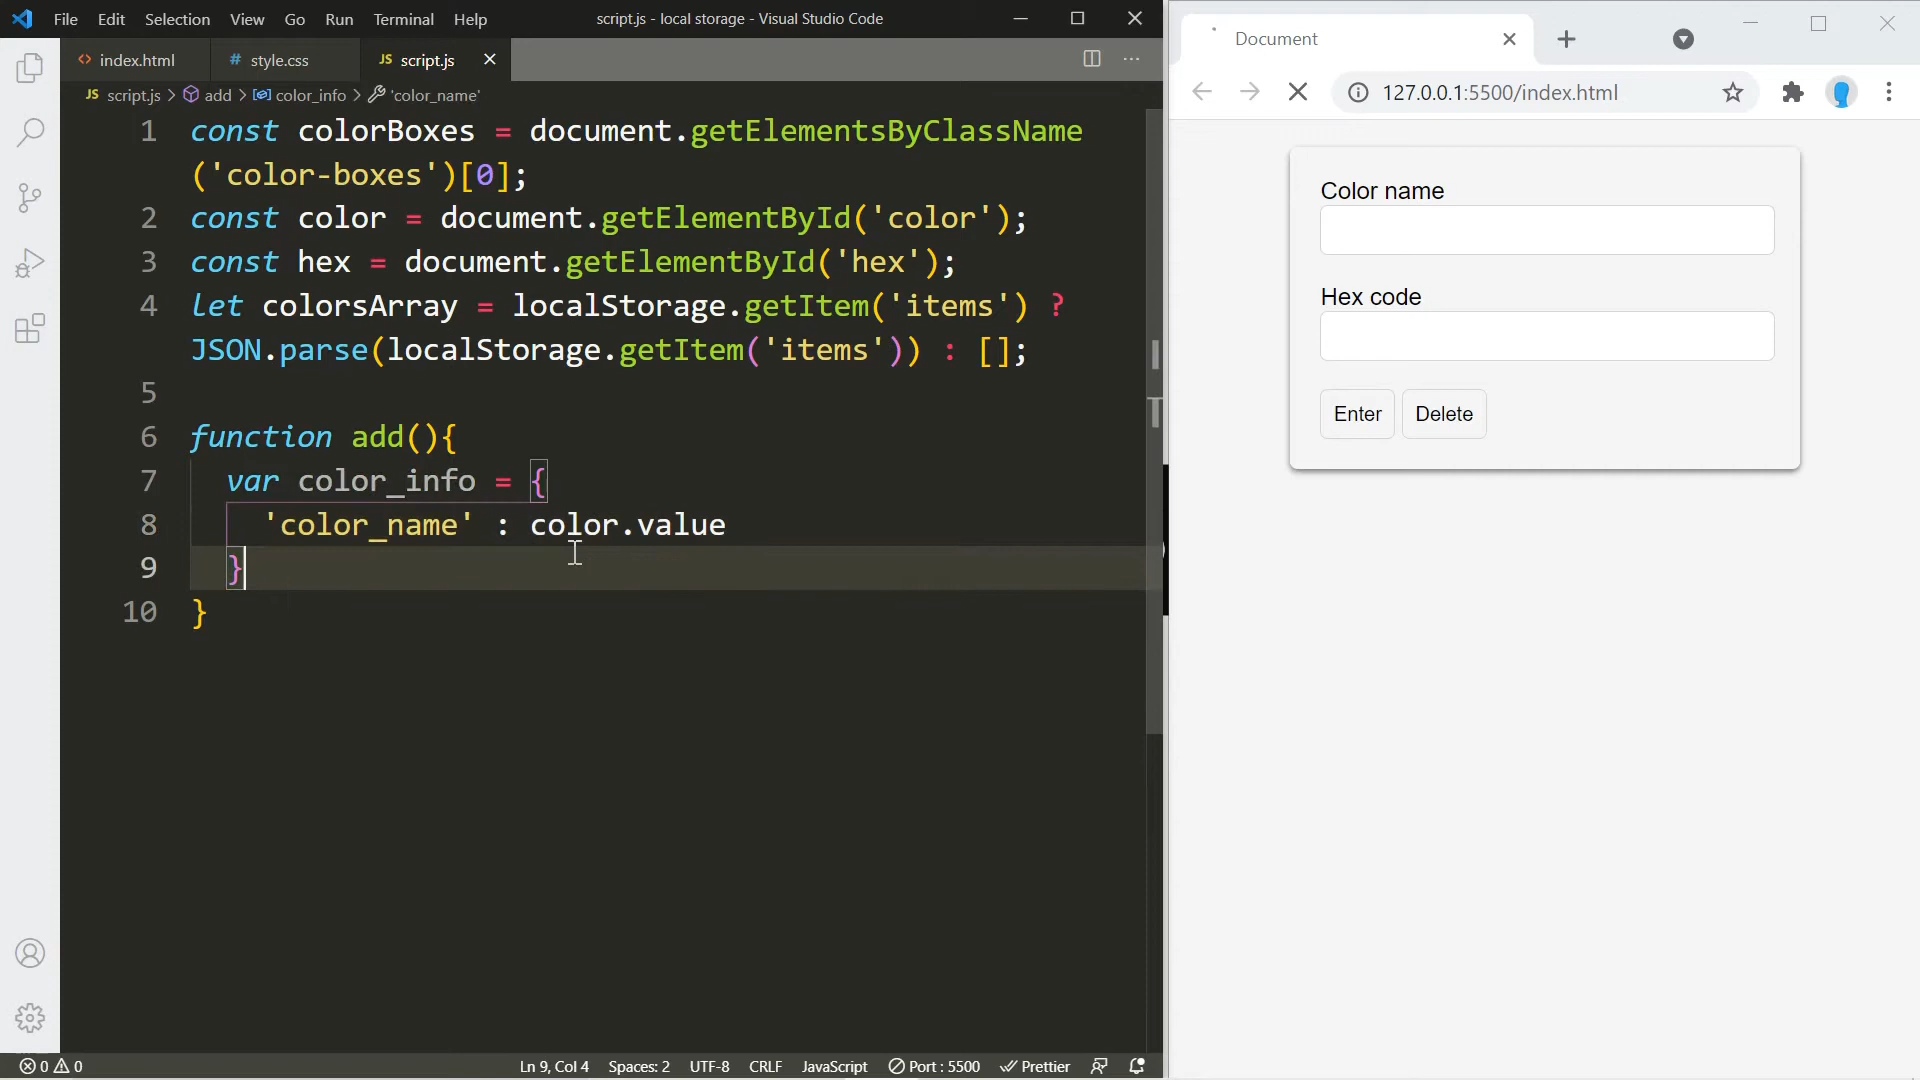 File Edit Selection View Go Run Terminal Help
script.js - local storage - Visual Studio Code
index.html
style.css
JS script.js
JS script.js > add > color_info > 'color_name'
1 const colorBoxes = document.getElementsByClassName
('color-boxes')[0];
2 const color = document.getElementById('color');
3 const hex = document.getElementById('hex');
4 let colorsArray = localStorage.getItem('items') ?
JSON.parse(localStorage.getItem('items')) : [];
5
6 function add(){
7 var color_info = {
8 'color_name' : color.value
9 }
10 }
0 0
Ln 9, Col 4 Spaces: 2 UTF-8 CRLF JavaScript Port : 5500 Prettier
Document
127.0.0.1:5500/index.html
Color name
Hex code
Enter Delete